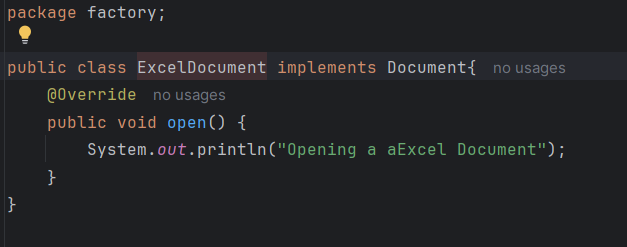 package factory;
public class ExcelDocument implements Document{ no usages
@Override no usages
public void open() {
System.out.println("Opening a aExcel Document");
}
}